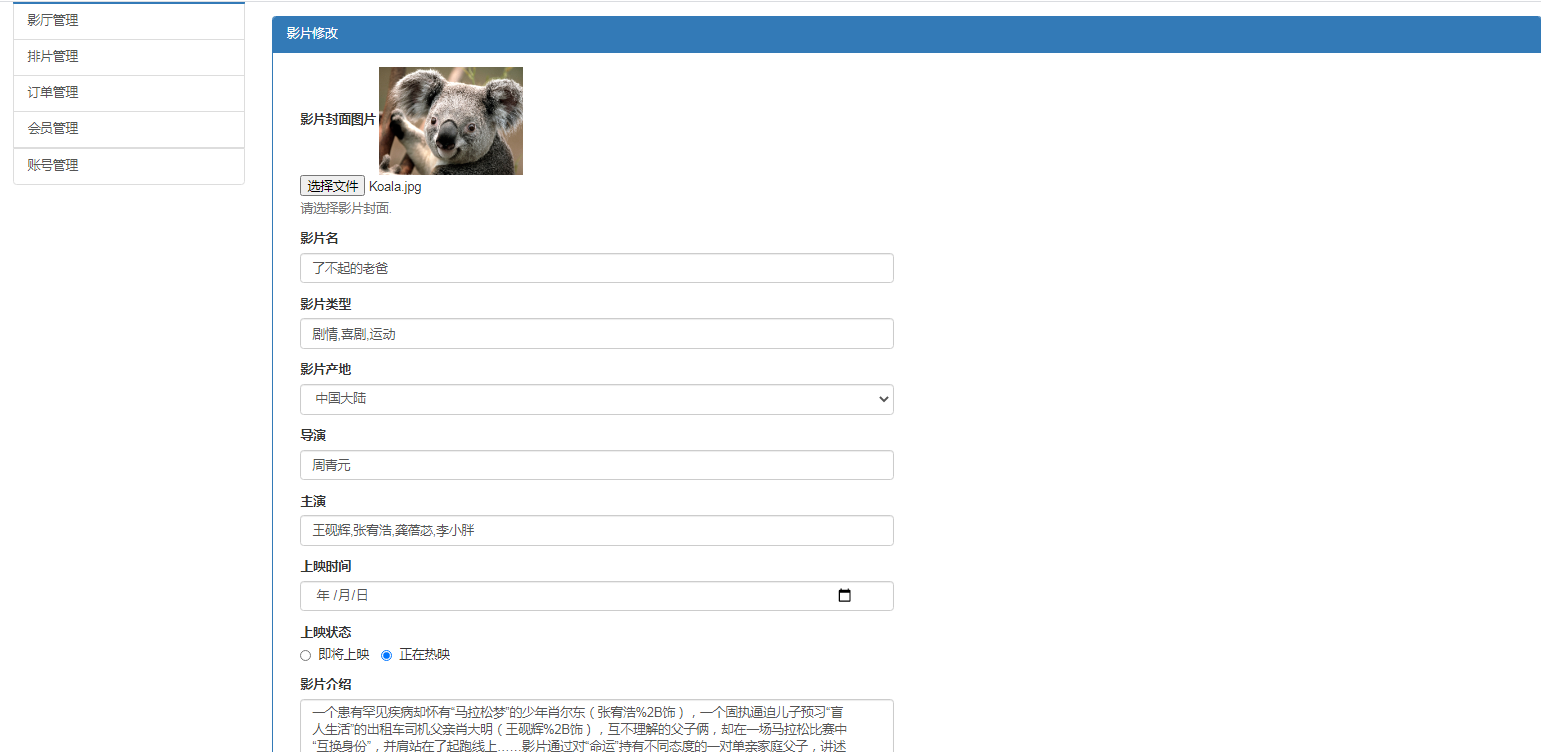 影厅管理
排片管理
订单管理
会员管理
账号管理
影片修改
影片封面图片
选择文件 Koala.jpg
请选择影片封面.
影片名
了不起的老爸
影片类型
剧情,喜剧,运动
影片产地
中国大陆
导演
周青元
主演
王砚辉,张宥浩,龚蓓苾,李小胖
上映时间
年 /月/日
上映状态
即将上映 正在热映
影片介绍
一个患有罕见疾病却怀有“马拉松梦”的少年肖尔东（张宥浩%2B饰），一个固执逼迫儿子预习“盲
人生活”的出租车司机父亲肖大明（王砚辉%2B饰），互不理解的父子俩，却在一场马拉松比赛中
“互换身份”，并肩站在了起跑线上……影片通过对“命运”持有不同态度的一对单亲家庭父子，讲述